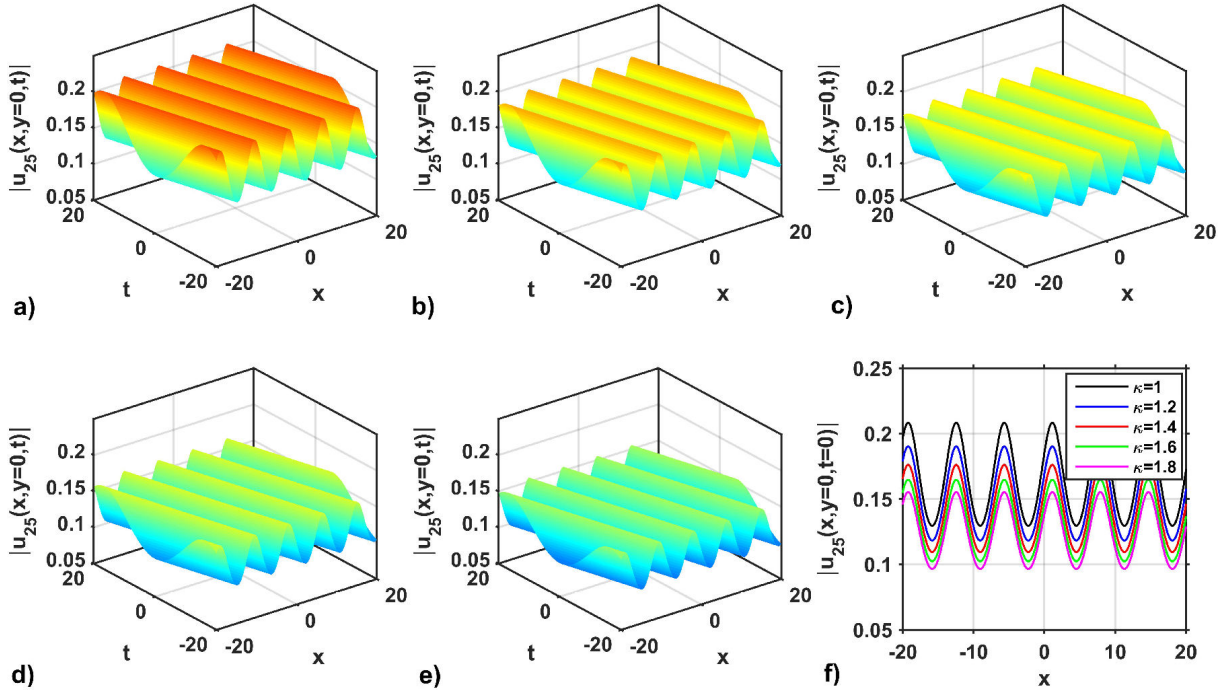 |u25(x,y=0,t)|
0.2
0.15
0.1
0.05
20
0
-20
t
-20
0
20
x
a)
|u25(x,y=0,t)|
0.2
0.15
0.1
0.05
20
0
-20
t
-20
0
20
x
b)
|u25(x,y=0,t)|
0.2
0.15
0.1
0.05
20
0
-20
t
-20
0
20
x
c)
|u25(x,y=0,t)|
0.2
0.15
0.1
0.05
20
0
-20
t
-20
0
20
x
d)
|u25(x,y=0,t)|
0.2
0.15
0.1
0.05
20
0
-20
t
-20
0
20
x
e)
|u25(x,y=0,t=0)|
0.25
0.2
0.15
0.1
0.05
κ=1
κ=1.2
κ=1.4
κ=1.6
κ=1.8
-20
-10
0
10
20
x
f)